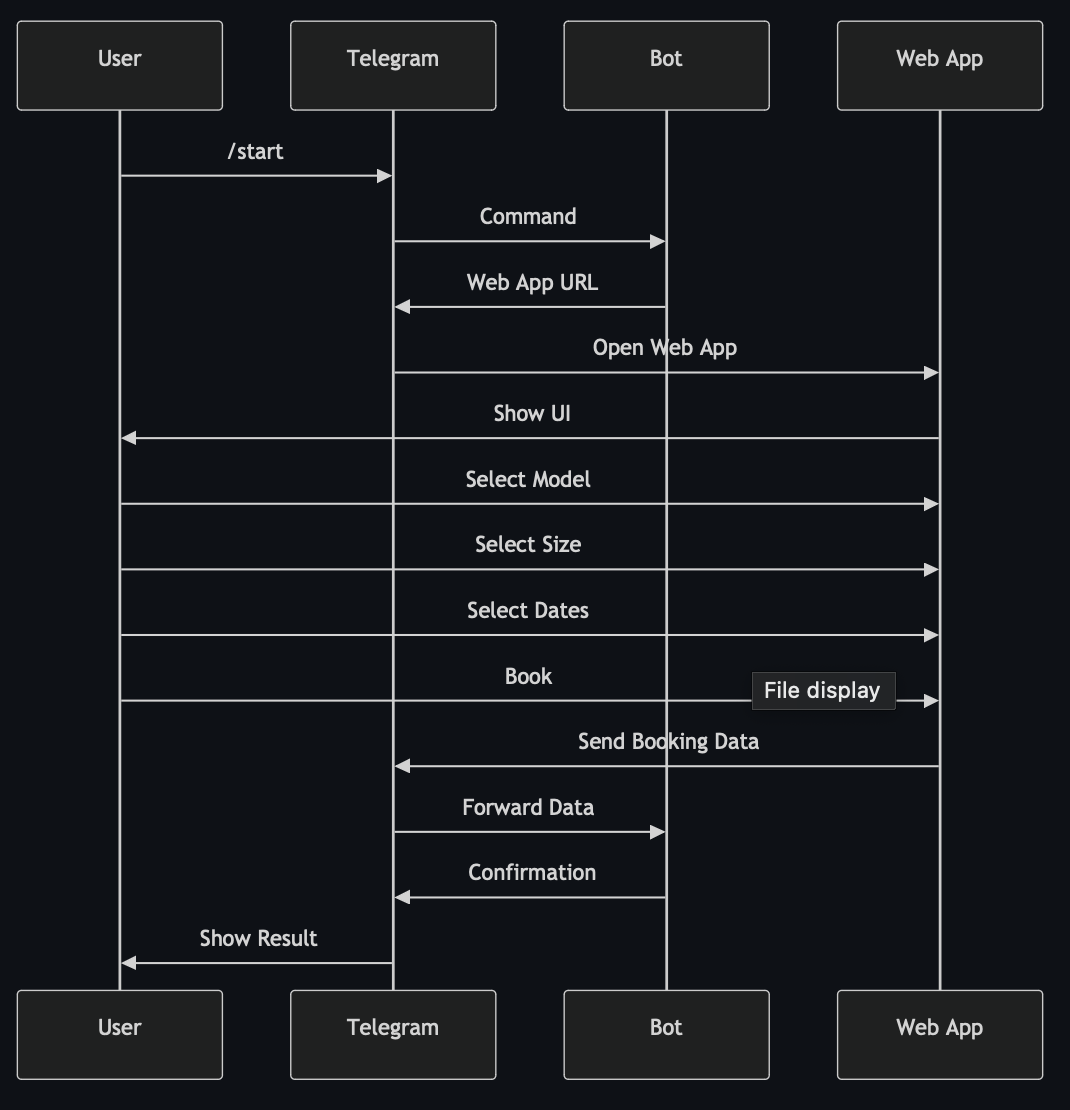 User
Telegram
Bot
Web App
/start
Command
Web App URL
Open Web App
Show UI
Select Model
Select Size
Select Dates
Book
File display
Send Booking Data
Forward Data
Confirmation
Show Result
User
Telegram
Bot
Web App